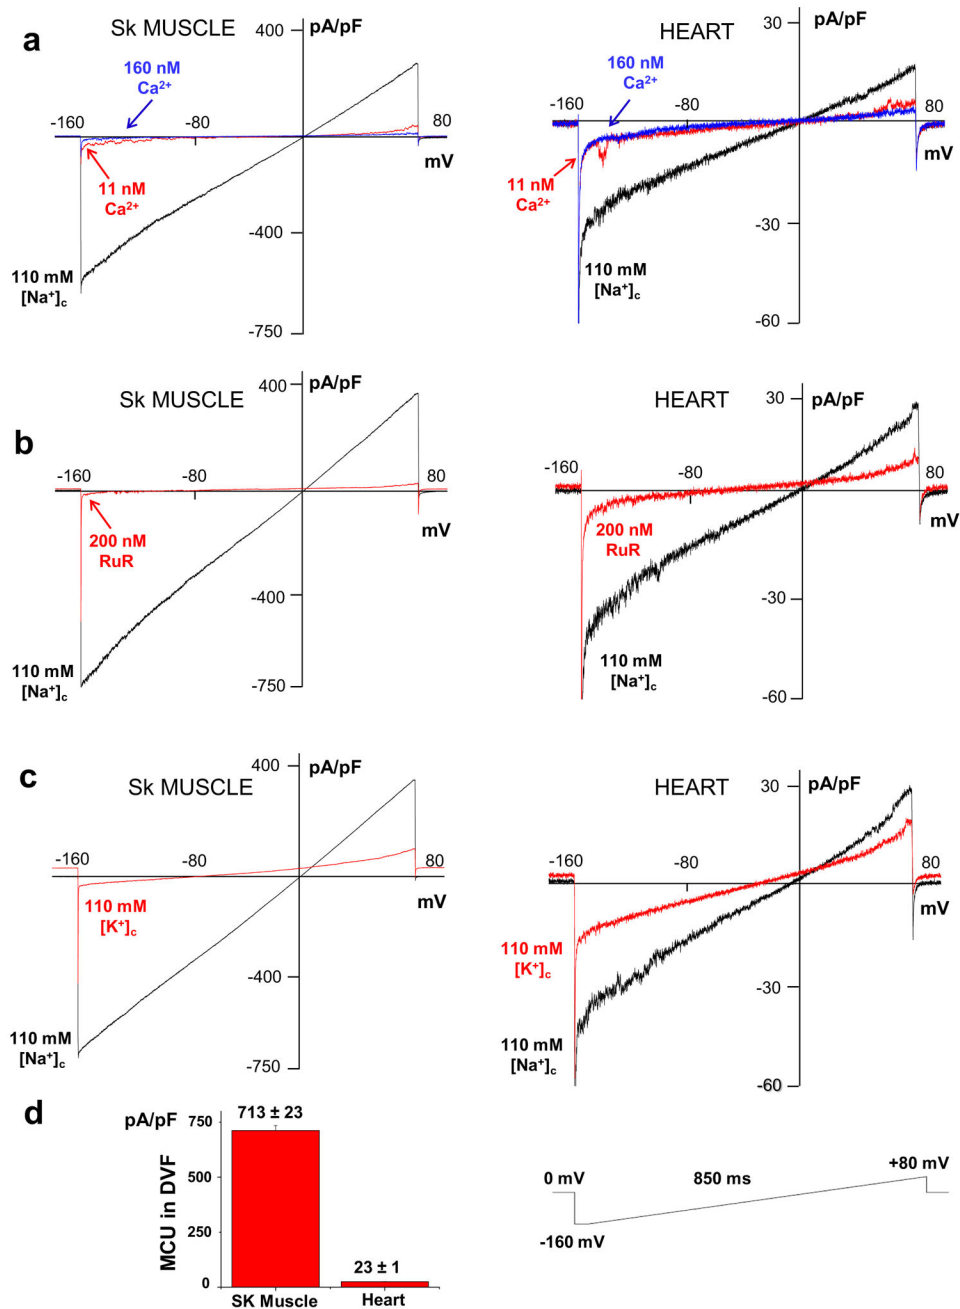 a
Sk MUSCLE
400
pA/pF
160 nM
Ca²⁺
-160
-80
80
mV
11 nM
Ca²⁺
-400
110 mM
[Na⁺]c
-750
HEART
30
pA/pF
160 nM
Ca²⁺
-160
-80
80
mV
11 nM
Ca²⁺
-30
110 mM
[Na⁺]c
-60
b
Sk MUSCLE
400
pA/pF
-160
-80
80
mV
200 nM
RuR
-400
110 mM
[Na⁺]c
-750
HEART
30
pA/pF
-160
-80
80
mV
200 nM
RuR
-30
110 mM
[Na⁺]c
-60
c
Sk MUSCLE
400
pA/pF
-160
-80
80
mV
110 mM
[K⁺]c
-400
110 mM
[Na⁺]c
-750
HEART
30
pA/pF
-160
-80
80
mV
110 mM
[K⁺]c
-30
110 mM
[Na⁺]c
-60
d
pA/pF
713 ± 23
750
500
250
0
MCU in DVF
23 ± 1
SK Muscle
Heart
0 mV
850 ms
+80 mV
-160 mV